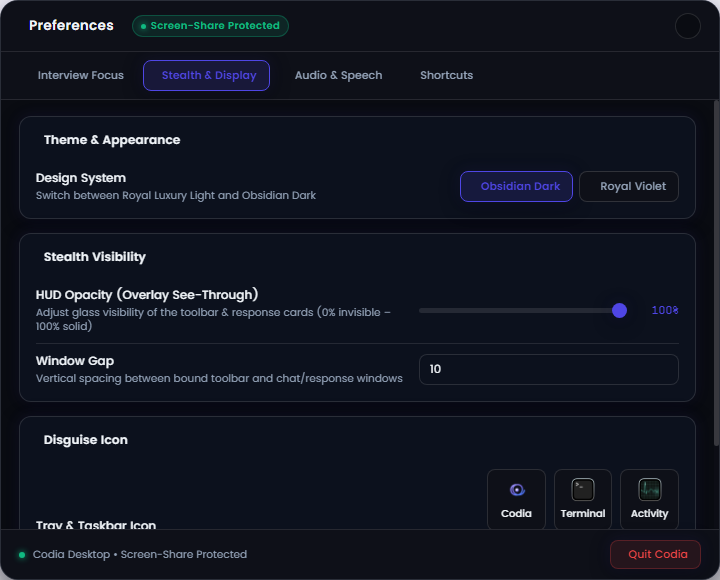 Preferences
Screen-Share Protected
Interview Focus
Stealth & Display
Audio & Speech
Shortcuts
Theme & Appearance
Design System
Switch between Royal Luxury Light and Obsidian Dark
Obsidian Dark
Royal Violet
Stealth Visibility
HUD Opacity (Overlay See-Through)
Adjust glass visibility of the toolbar & response cards (0% invisible –
100% solid)
100%
Window Gap
Vertical spacing between bound toolbar and chat/response windows
10
Disguise Icon
Codia
Terminal
Activity
Tray & Taskbar Icon
Codia Desktop • Screen-Share Protected
Quit Codia